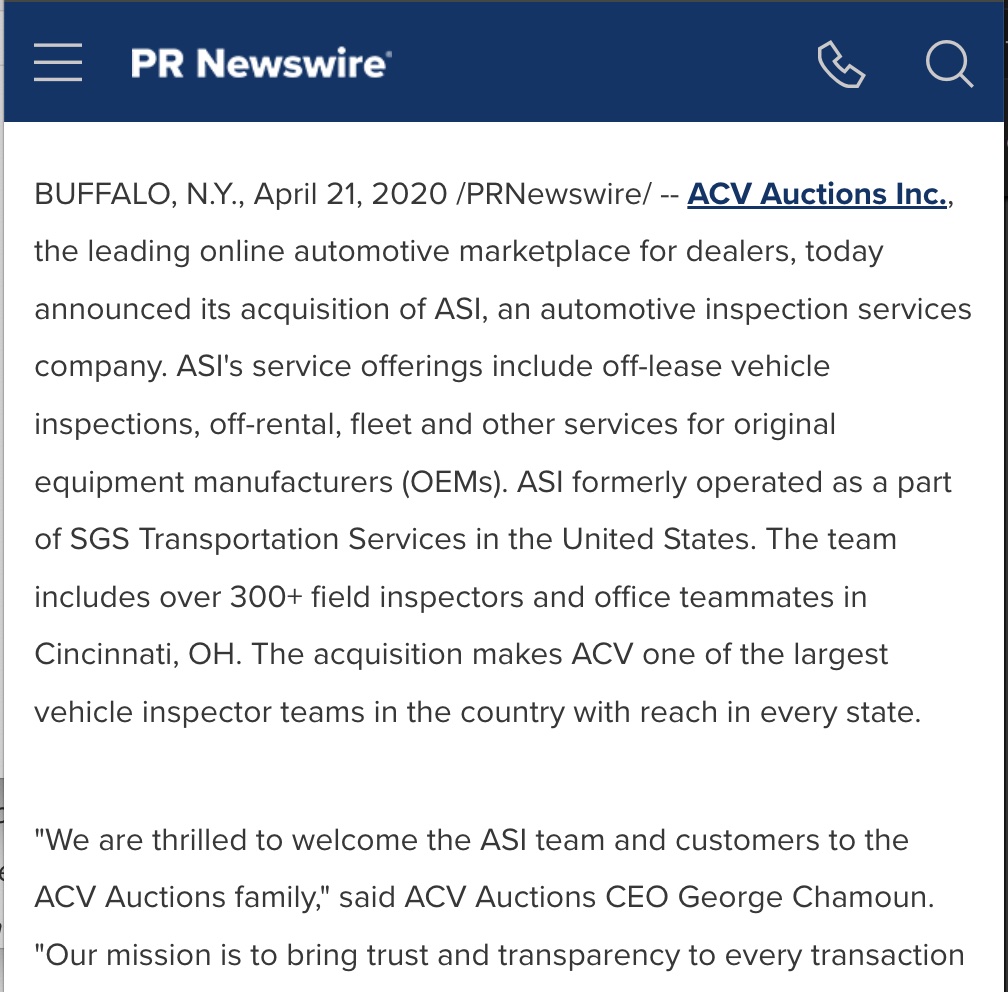 PR Newswire
BUFFALO, N.Y., April 21, 2020 /PRNewswire/ -- ACV Auctions Inc.,
the leading online automotive marketplace for dealers, today
announced its acquisition of ASI, an automotive inspection services
company. ASI's service offerings include off-lease vehicle
inspections, off-rental, fleet and other services for original
equipment manufacturers (OEMs). ASI formerly operated as a part
of SGS Transportation Services in the United States. The team
includes over 300+ field inspectors and office teammates in
Cincinnati, OH. The acquisition makes ACV one of the largest
vehicle inspector teams in the country with reach in every state.
"We are thrilled to welcome the ASI team and customers to the
ACV Auctions family," said ACV Auctions CEO George Chamoun.
"Our mission is to bring trust and transparency to every transaction